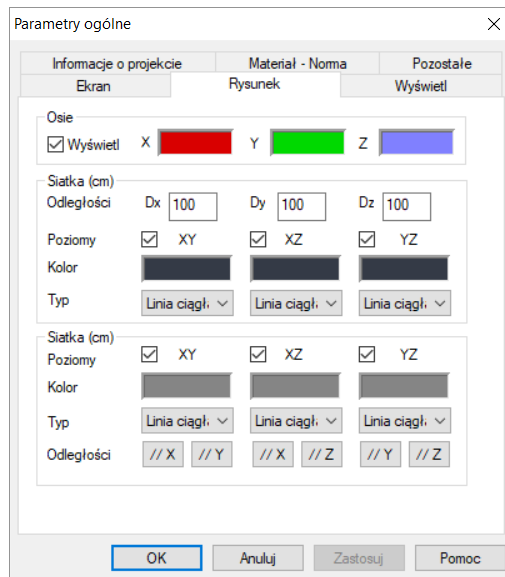 Parametry ogólne
Informacje o projekcie Materiał - Norma Pozostałe
Ekran Rysunek Wyświetl
Osie
Wyświetl X Y Z
Siatka (cm)
Odległości Dx 100 Dy 100 Dz 100
Poziomy XY XZ YZ
Kolor
Typ Linia ciągł Linia ciągł Linia ciągł
Siatka (cm)
Poziomy XY XZ YZ
Kolor
Typ Linia ciągł Linia ciągł Linia ciągł
Odległości // X // Y // X // Z // Y // Z
OK Anuluj Zastosuj Pomoc